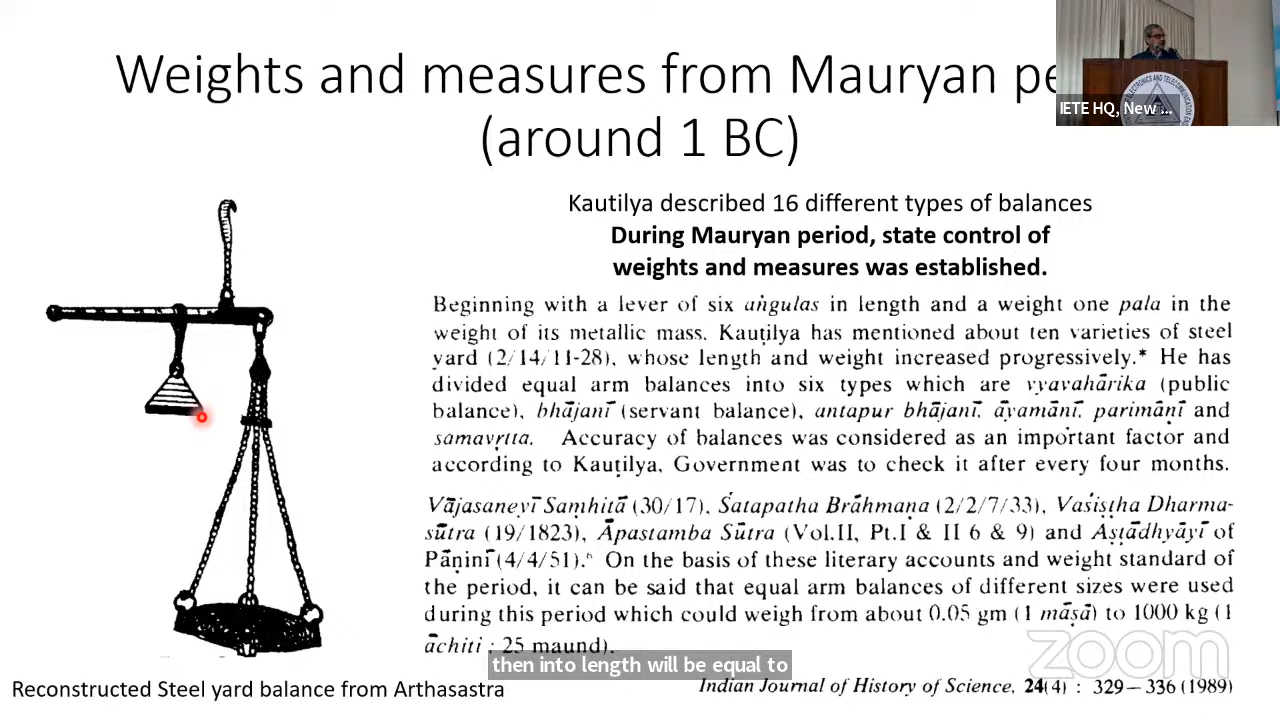 Weights and measures from Mauryan pe
(around 1 BC)
IETE HQ, New ...
ELECTRONICS AND TELECOMMUNICATION
Kautilya described 16 different types of balances
During Mauryan period, state control of
weights and measures was established.
Beginning with a lever of six aṅgulas in length and a weight one pala in the
weight of its metallic mass. Kauṭilya has mentioned about ten varieties of steel
yard (2/14/11-28), whose length and weight increased progressively.* He has
divided equal arm balances into six types which are vyavahārika (public
balance), bhājanī (servant balance), antapur bhājanī, āyamānī, parimāṇī and
samavṛtta. Accuracy of balances was considered as an important factor and
according to Kauṭilya, Government was to check it after every four months.
Vājasaneyī Saṃhitā (30/17), Śatapatha Brāhmaṇa (2/2/7/33), Vaśiṣṭha Dharma-
sūtra (19/1823), Āpastamba Sūtra (Vol.II, Pt.I & II 6 & 9) and Āṣṭādhyāyī of
Pāṇinī (4/4/51).⁶ On the basis of these literary accounts and weight standard of
the period, it can be said that equal arm balances of different sizes were used
during this period which could weigh from about 0.05 gm (1 māṣā) to 1000 kg (1
āchiti : 25 maund).
then into length will be equal to
zoom
Reconstructed Steel yard balance from Arthasastra
Indian Journal of History of Science, 24(4) : 329–336 (1989)